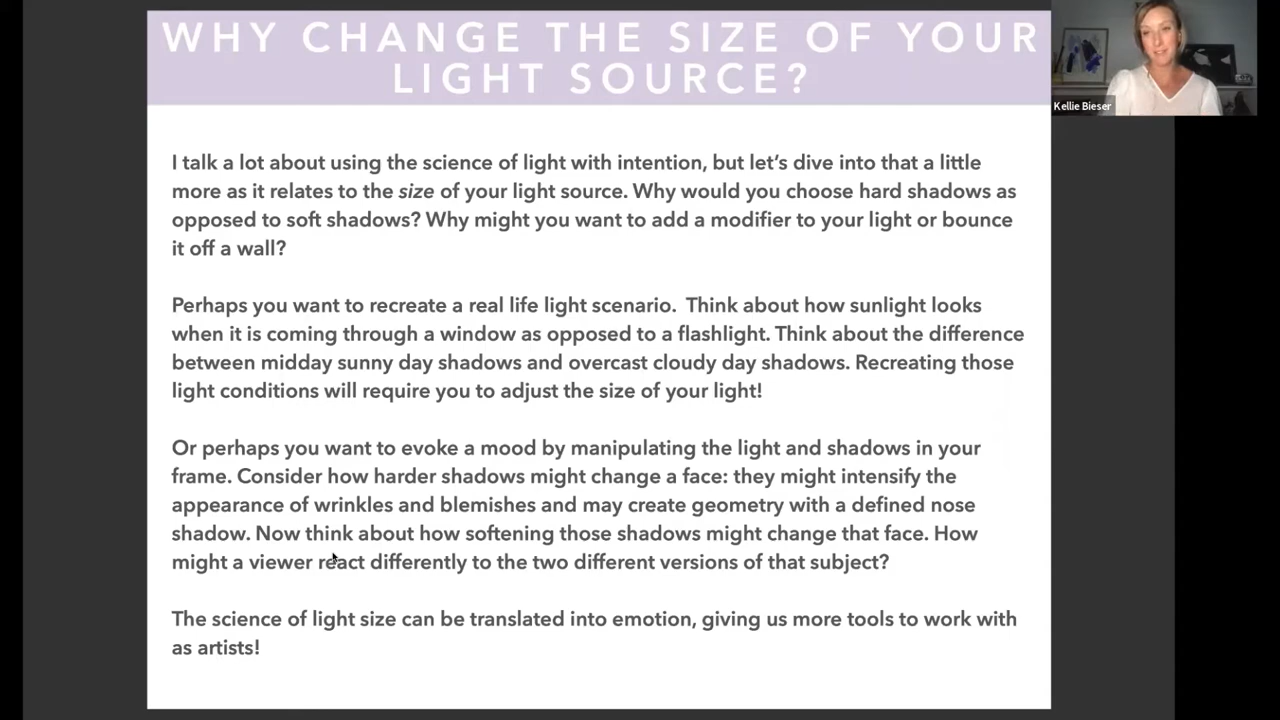 WHY CHANGE THE SIZE OF YOUR
LIGHT SOURCE?
Kellie Bieser
I talk a lot about using the science of light with intention, but let’s dive into that a little
more as it relates to the size of your light source. Why would you choose hard shadows as
opposed to soft shadows? Why might you want to add a modifier to your light or bounce
it off a wall?
Perhaps you want to recreate a real life light scenario.  Think about how sunlight looks
when it is coming through a window as opposed to a flashlight. Think about the difference
between midday sunny day shadows and overcast cloudy day shadows. Recreating those
light conditions will require you to adjust the size of your light!
Or perhaps you want to evoke a mood by manipulating the light and shadows in your
frame. Consider how harder shadows might change a face: they might intensify the
appearance of wrinkles and blemishes and may create geometry with a defined nose
shadow. Now think about how softening those shadows might change that face. How
might a viewer react differently to the two different versions of that subject?
The science of light size can be translated into emotion, giving us more tools to work with
as artists!